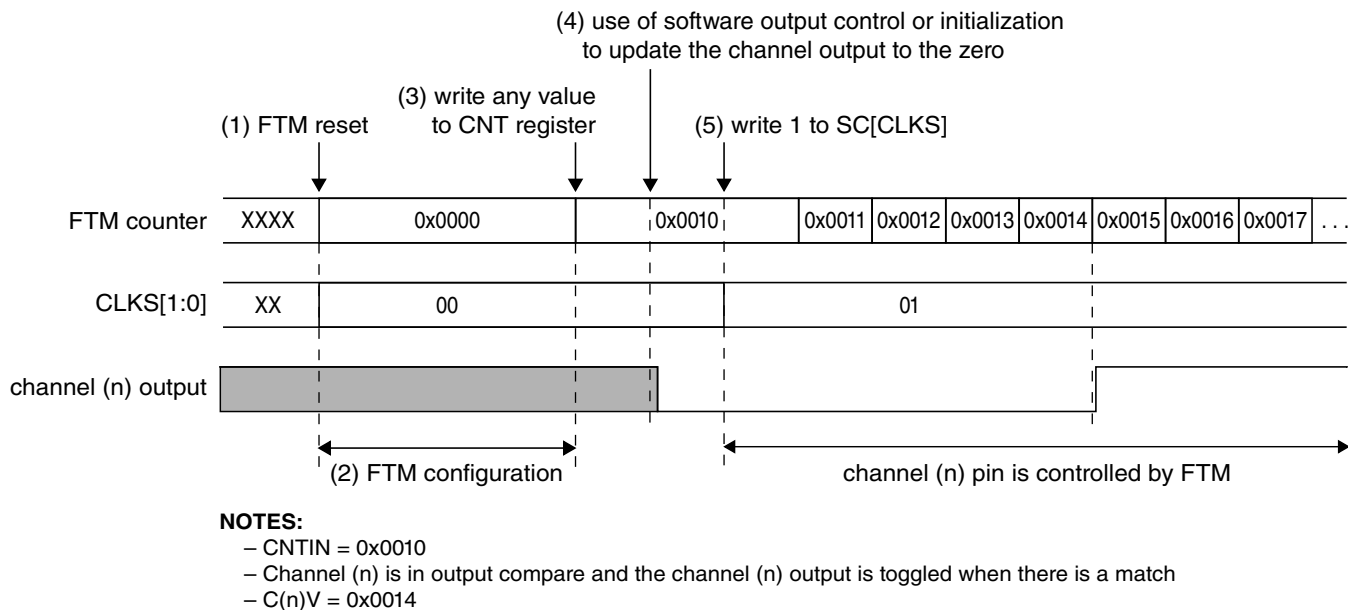 (4) use of software output control or initialization
to update the channel output to the zero
(3) write any value
to CNT register
(1) FTM reset
(5) write 1 to SC[CLKS]
FTM counter XXXX 0x0000 0x0010 0x0011 0x0012 0x0013 0x0014 0x0015 0x0016 0x0017 . . .
CLKS[1:0] XX 00 01
channel (n) output
(2) FTM configuration
channel (n) pin is controlled by FTM
NOTES:
– CNTIN = 0x0010
– Channel (n) is in output compare and the channel (n) output is toggled when there is a match
– C(n)V = 0x0014